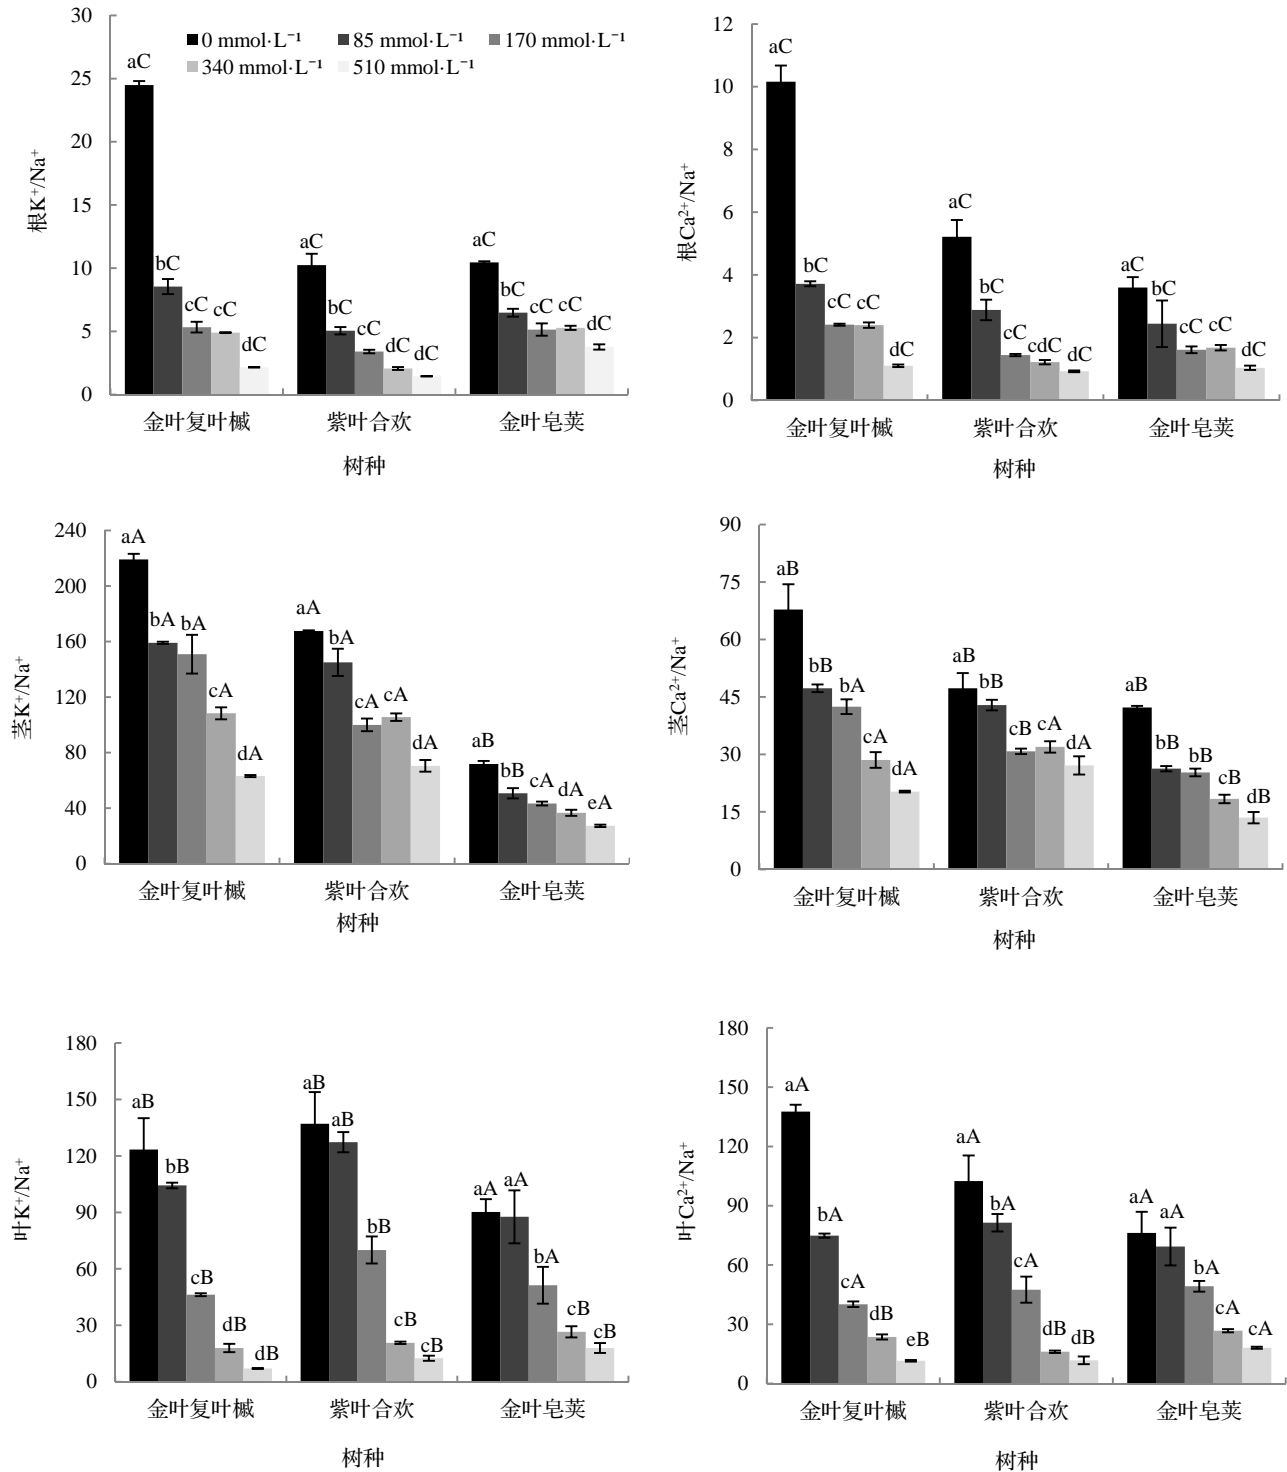 30
25
20
15
10
5
0
根K⁺/Na⁺
0 mmol·L⁻¹ 85 mmol·L⁻¹ 170 mmol·L⁻¹
340 mmol·L⁻¹ 510 mmol·L⁻¹
aC bC cC cC dC
aC bC cC dC dC
aC bC cC cC dC
金叶复叶槭 紫叶合欢 金叶皂荚
树种
12
10
8
6
4
2
0
根Ca²⁺/Na⁺
aC bC cC cC dC
aC bC cC cdC dC
aC bC cC cC dC
金叶复叶槭 紫叶合欢 金叶皂荚
树种
240
200
160
120
80
40
0
茎K⁺/Na⁺
aA bA bA cA dA
aA bA cA cA dA
aB bB cA dA eA
金叶复叶槭 紫叶合欢 金叶皂荚
树种
90
75
60
45
30
15
0
茎Ca²⁺/Na⁺
aB bB bA cA dA
aB bB cB cA dA
aB bB bB cB dB
金叶复叶槭 紫叶合欢 金叶皂荚
树种
180
150
120
90
60
30
0
叶K⁺/Na⁺
aB bB cB dB dB
aB aB bB cB cB
aA aA bA cB cB
金叶复叶槭 紫叶合欢 金叶皂荚
树种
180
150
120
90
60
30
0
叶Ca²⁺/Na⁺
aA bA cA dB eB
aA bA cA dB dB
aA aA bA cA cA
金叶复叶槭 紫叶合欢 金叶皂荚
树种